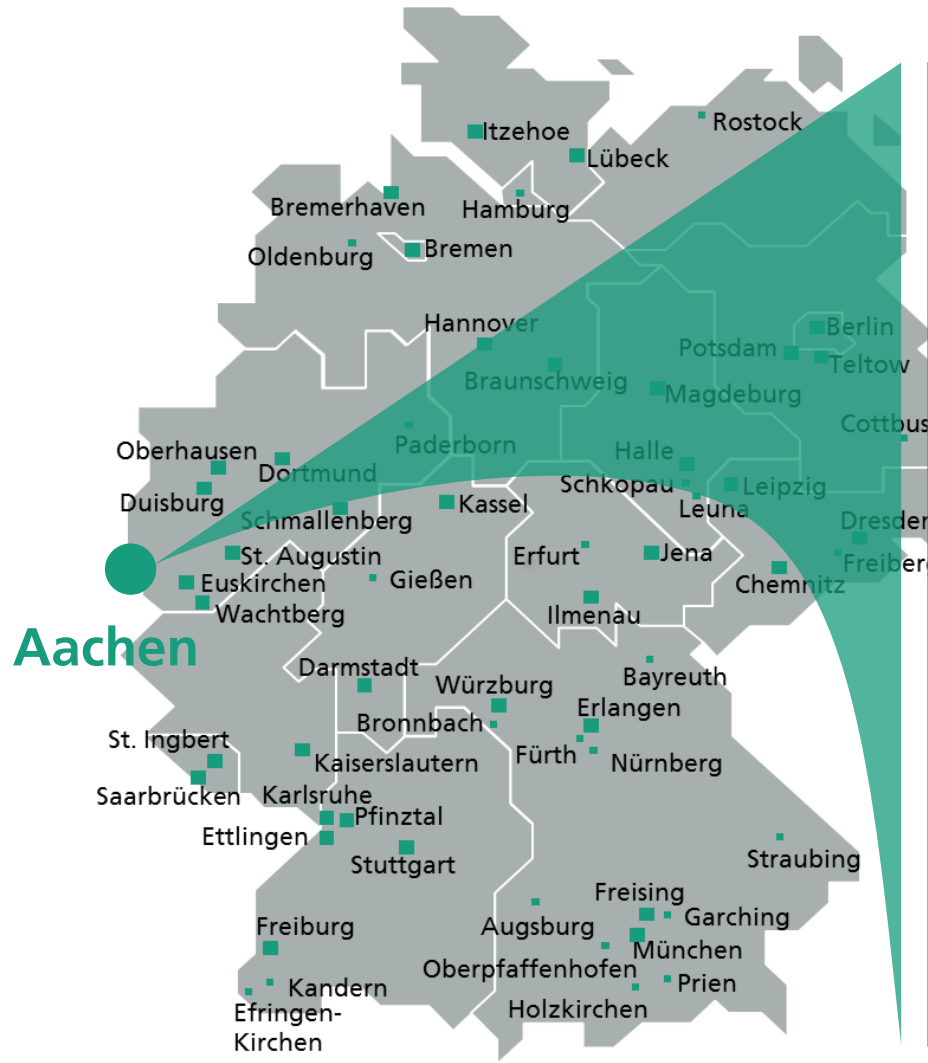 Rostock
Itzehoe
Lübeck
Bremerhaven
Hamburg
Bremen
Oldenburg
Hannover
Berlin
Potsdam
Teltow
Braunschweig
Magdeburg
Cottbus
Paderborn
Oberhausen
Halle
Dortmund
Schkopau
Leipzig
Duisburg
Kassel
Leuna
Schmallenberg
Dresden
St. Augustin
Erfurt
Jena
Freiberg
Euskirchen
Gießen
Chemnitz
Wachtberg
Ilmenau
Aachen
Darmstadt
Bayreuth
Würzburg
Erlangen
Bronnbach
St. Ingbert
Fürth
Kaiserslautern
Nürnberg
Saarbrücken
Karlsruhe
Pfinztal
Ettlingen
Stuttgart
Straubing
Freising
Garching
Freiburg
Augsburg
München
Oberpfaffenhofen
Kandern
Prien
Holzkirchen
Efringen-
Kirchen